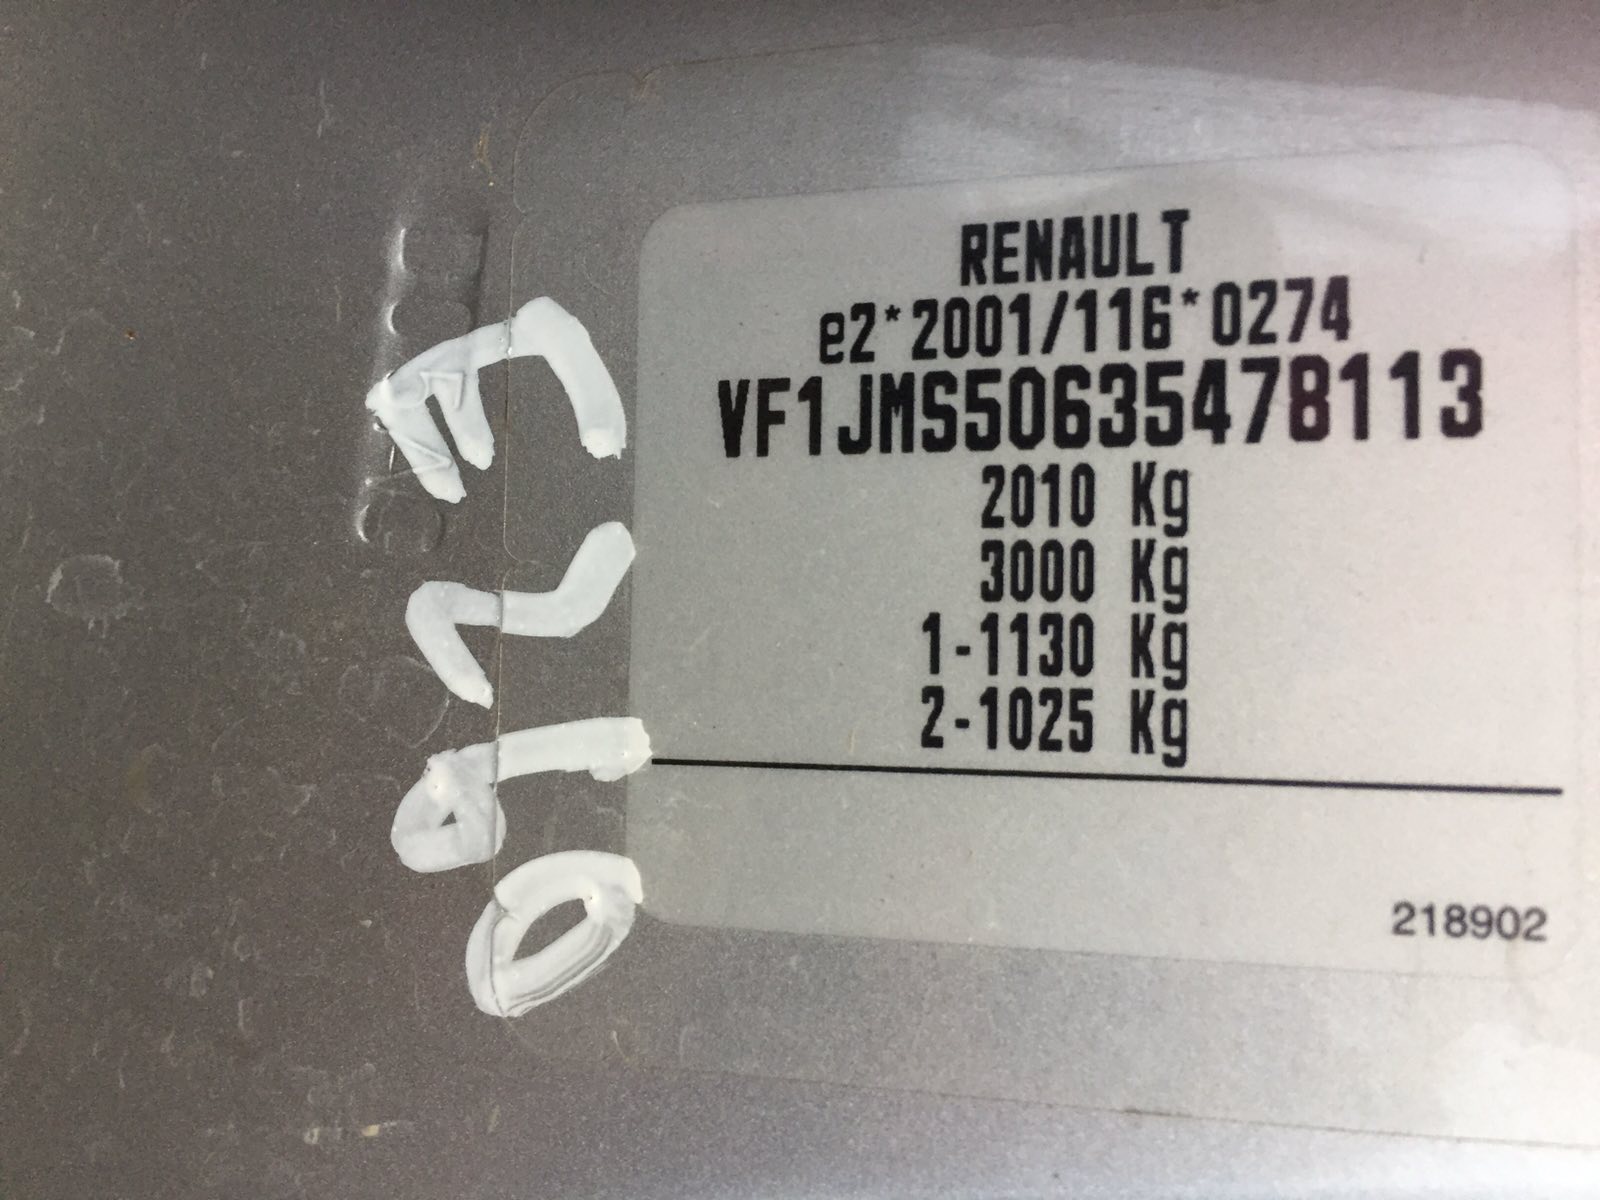 RENAULT
e2*2001/116*0274
VF1JMS50635478113
2010 Kg
3000 Kg
1-1130 Kg
2-1025 Kg
218902